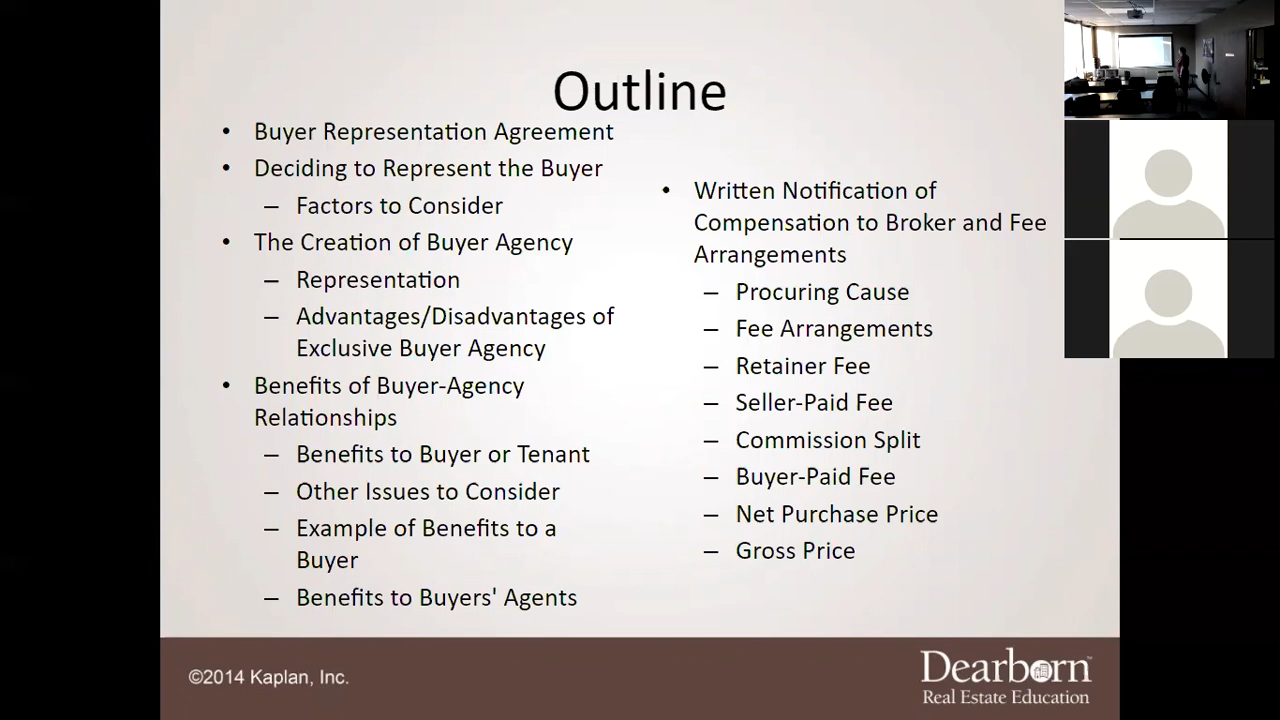 Outline
• Buyer Representation Agreement
• Deciding to Represent the Buyer
– Factors to Consider
• The Creation of Buyer Agency
– Representation
– Advantages/Disadvantages of
Exclusive Buyer Agency
• Benefits of Buyer-Agency
Relationships
– Benefits to Buyer or Tenant
– Other Issues to Consider
– Example of Benefits to a
Buyer
– Benefits to Buyers' Agents
• Written Notification of
Compensation to Broker and Fee
Arrangements
– Procuring Cause
– Fee Arrangements
– Retainer Fee
– Seller-Paid Fee
– Commission Split
– Buyer-Paid Fee
– Net Purchase Price
– Gross Price
©2014 Kaplan, Inc.
Dearborn™
Real Estate Education